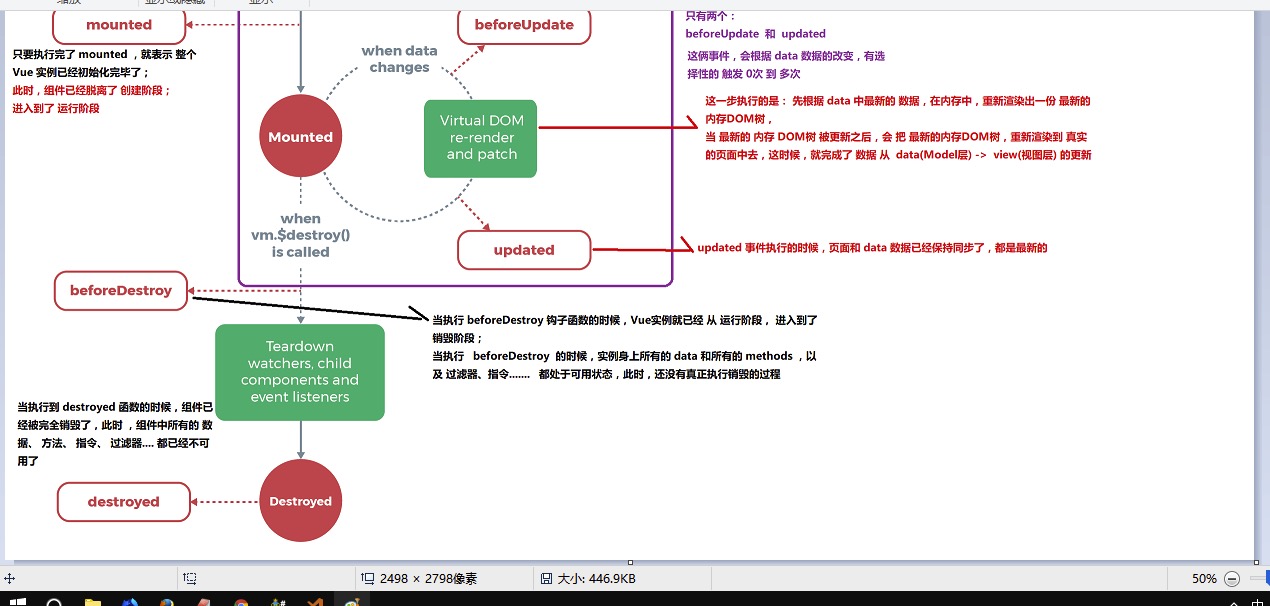 mounted
beforeUpdate
只有两个：
beforeUpdate 和 updated
这俩事件，会根据 data 数据的改变，有选
择性的 触发 0次 到 多次
只要执行完了 mounted ，就表示 整个
Vue 实例已经初始化完毕了；
此时，组件已经脱离了 创建阶段；
进入到了 运行阶段
when data
changes
Mounted
Virtual DOM
re-render
and patch
这一步执行的是： 先根据 data 中最新的 数据，在内存中，重新渲染出一份 最新的
内存DOM树，
当 最新的 内存 DOM树 被更新之后，会 把 最新的内存DOM树，重新渲染到 真实
的页面中去，这时候，就完成了 数据 从 data(Model层) -> view(视图层) 的更新
when
vm.$destroy()
is called
updated
updated 事件执行的时候，页面和 data 数据已经保持同步了，都是最新的
beforeDestroy
当执行 beforeDestroy 钩子函数的时候，Vue实例就已经 从 运行阶段 ，进入到了
销毁阶段；
当执行 beforeDestroy 的时候，实例身上所有的 data 和所有的 methods ，以
及 过滤器、指令....... 都处于可用状态，此时，还没有真正执行销毁的过程
Teardown
watchers, child
components and
event listeners
当执行到 destroyed 函数的时候，组件已
经被完全销毁了，此时 ，组件中所有的 数
据、 方法、 指令、 过滤器.... 都已经不可
用了
destroyed
Destroyed
2498 × 2798像素
大小: 446.9KB
50%